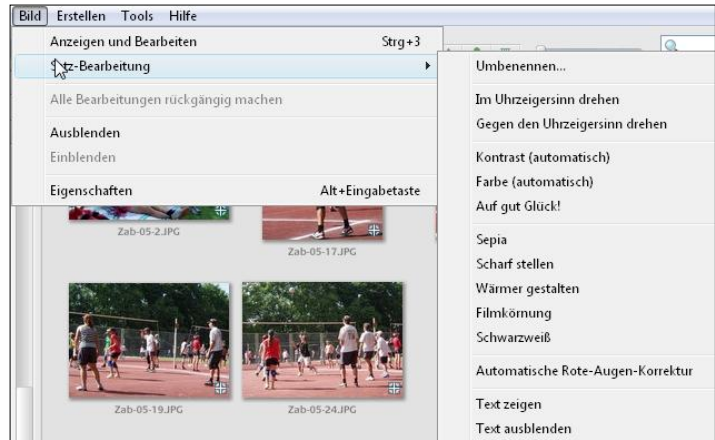 Bild Erstellen Tools Hilfe
Anzeigen und Bearbeiten Strg+3
tz-Bearbeitung
Alle Bearbeitungen rückgängig machen
Ausblenden
Einblenden
Eigenschaften Alt+Eingabetaste
Umbenennen...
Im Uhrzeigersinn drehen
Gegen den Uhrzeigersinn drehen
Kontrast (automatisch)
Farbe (automatisch)
Auf gut Glück!
Sepia
Scharf stellen
Wärmer gestalten
Filmkörnung
Schwarzweiß
Automatische Rote-Augen-Korrektur
Text zeigen
Text ausblenden
Zab-05-2.JPG
Zab-05-17.JPG
Zab-05-19.JPG
Zab-05-24.JPG